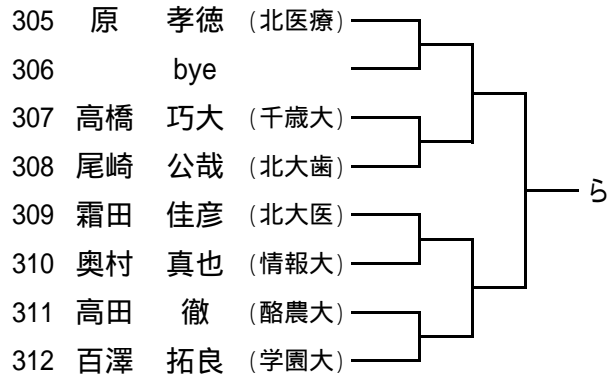 305 原 孝徳 (北医療)
306 bye
307 高橋 巧大 (千歳大)
308 尾崎 公哉 (北大歯)
309 霜田 佳彦 (北大医)
310 奥村 真也 (情報大)
311 高田 徹 (酪農大)
312 百澤 拓良 (学園大)
ら